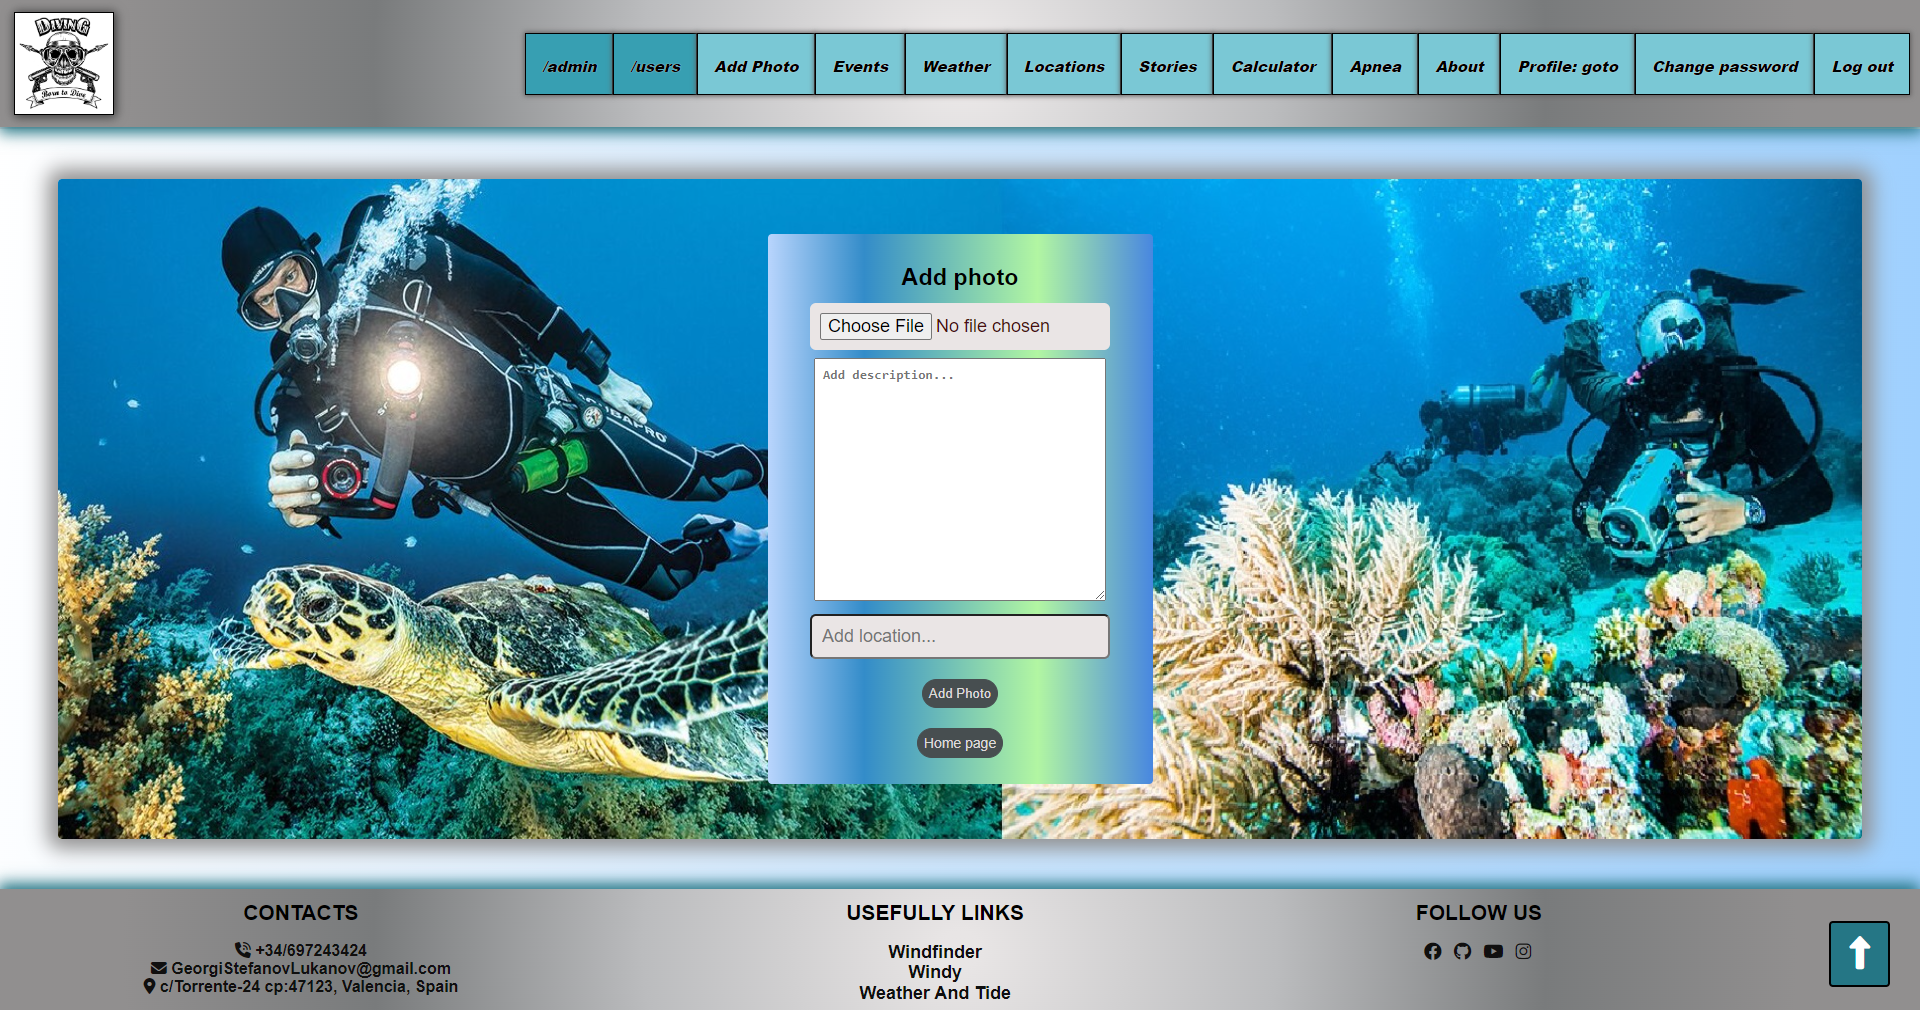 DIVING
Born to Dive
/admin
/users
Add Photo
Events
Weather
Locations
Stories
Calculator
Apnea
About
Profile: goto
Change password
Log out
SCUBAPRO
Add photo
Choose File No file chosen
Add description...
Add location...
Add Photo
Home page
CONTACTS
+34/697243424
GeorgiStefanovLukanov@gmail.com
c/Torrente-24 cp:47123, Valencia, Spain
USEFULLY LINKS
Windfinder
Windy
Weather And Tide
FOLLOW US